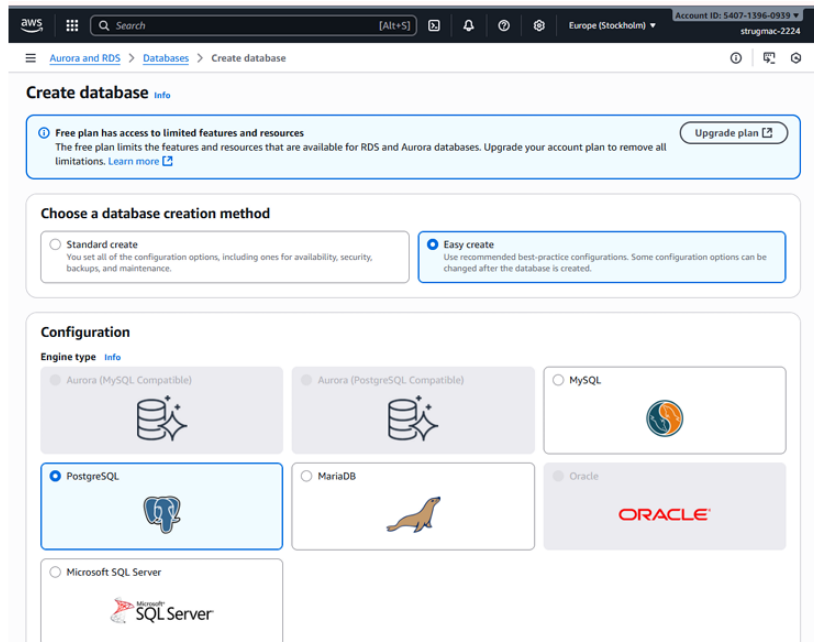 aws
Search
[Alt+S]
Europe (Stockholm)
Account ID: 5407-1396-0939
strugmac-2224
Aurora and RDS > Databases > Create database
Create database Info
Free plan has access to limited features and resources
The free plan limits the features and resources that are available for RDS and Aurora databases. Upgrade your account plan to remove all
limitations. Learn more
Upgrade plan
Choose a database creation method
Standard create
You set all of the configuration options, including ones for availability, security,
backups, and maintenance.
Easy create
Use recommended best-practice configurations. Some configuration options can be
changed after the database is created.
Configuration
Engine type Info
Aurora (MySQL Compatible)
Aurora (PostgreSQL Compatible)
MySQL
PostgreSQL
MariaDB
Oracle
ORACLE
Microsoft SQL Server
Microsoft
SQL Server